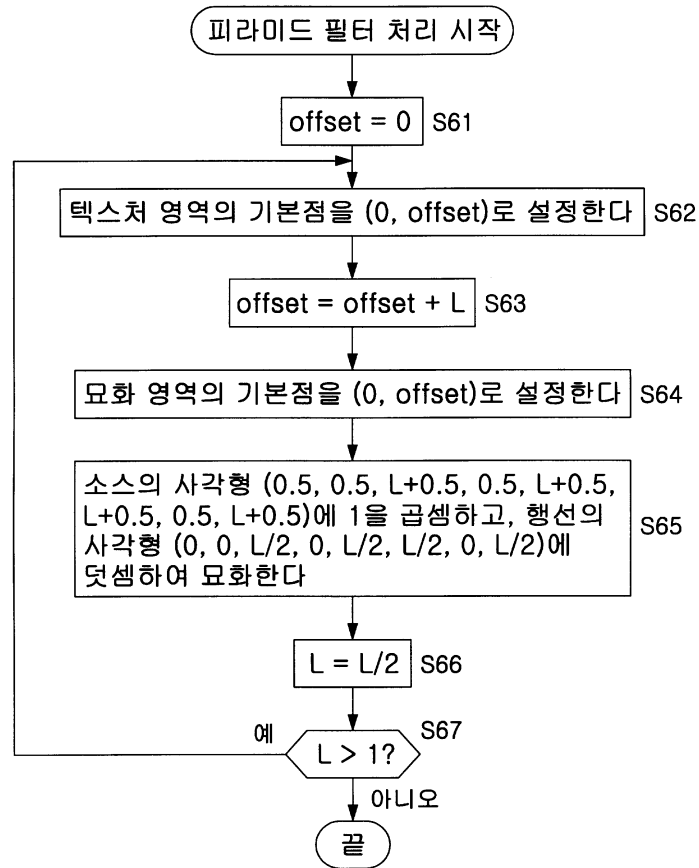 피라미드 필터 처리 시작
offset = 0 S61
텍스처 영역의 기본점을 (0, offset)로 설정한다 S62
offset = offset + L S63
묘화 영역의 기본점을 (0, offset)로 설정한다 S64
소스의 사각형 (0.5, 0.5, L+0.5, 0.5, L+0.5,
L+0.5, 0.5, L+0.5)에 1을 곱셈하고, 행선의
사각형 (0, 0, L/2, 0, L/2, L/2, 0, L/2)에
덧셈하여 묘화한다
S65
L = L/2 S66
S67
예
L > 1?
아니오
끝